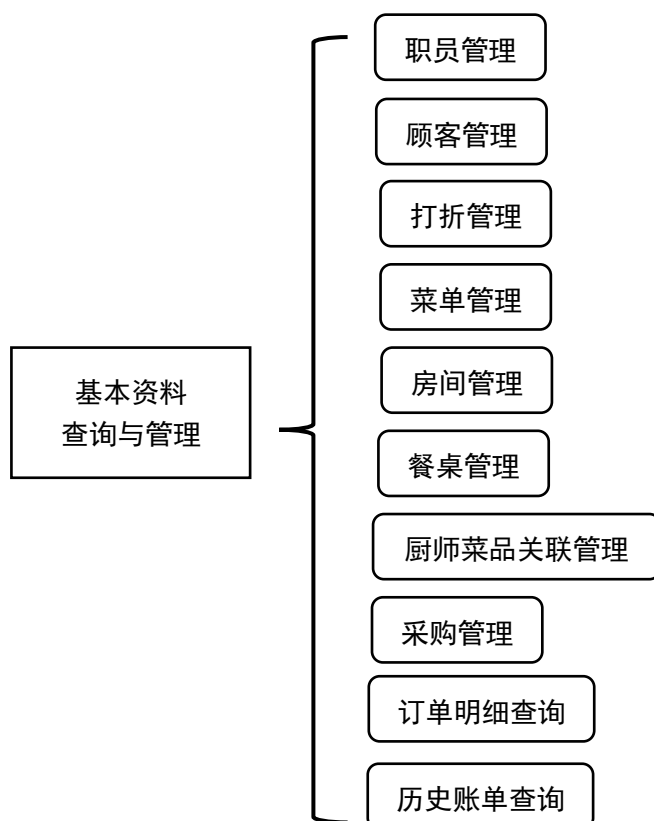 基本资料
查询与管理
职员管理
顾客管理
打折管理
菜单管理
房间管理
餐桌管理
厨师菜品关联管理
采购管理
订单明细查询
历史账单查询